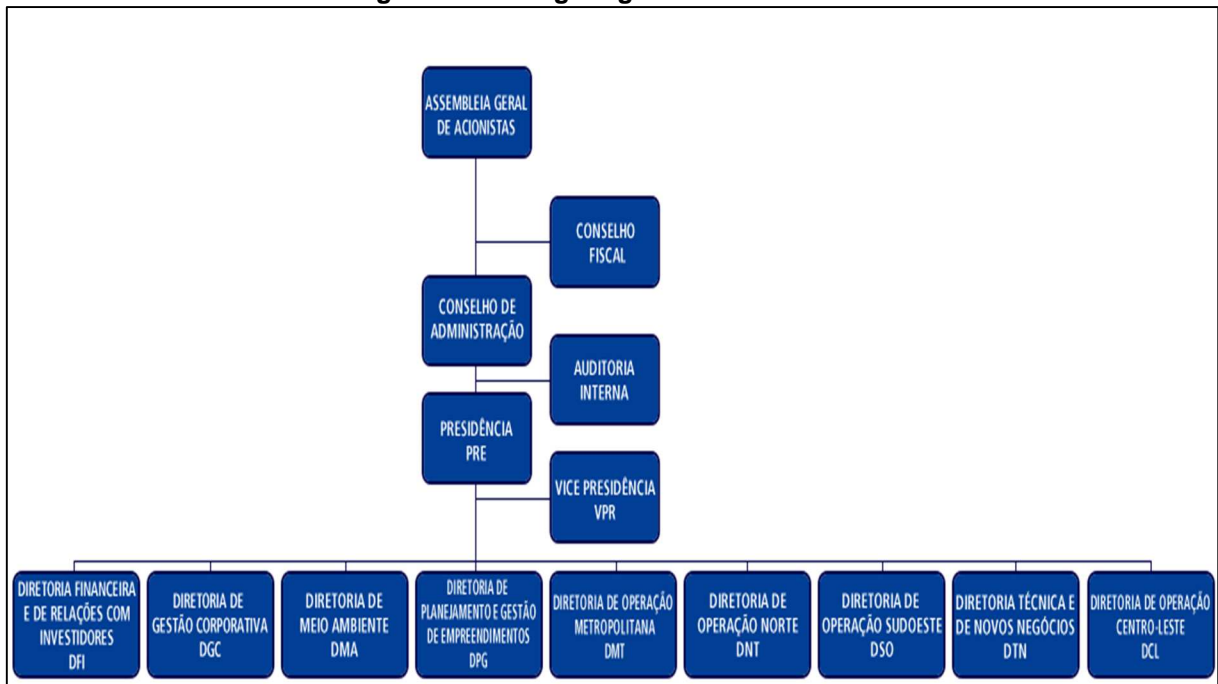 ASSEMBLEIA GERAL
DE ACIONISTAS
CONSELHO
FISCAL
CONSELHO DE
ADMINISTRAÇÃO
AUDITORIA
INTERNA
PRESIDÊNCIA
PRE
VICE PRESIDÊNCIA
VPR
DIRETORIA FINANCEIRA
E DE RELAÇÕES COM
INVESTIDORES
DFI
DIRETORIA DE
GESTÃO CORPORATIVA
DGC
DIRETORIA DE
MEIO AMBIENTE
DMA
DIRETORIA DE
PLANEJAMENTO E GESTÃO
DE EMPREENDIMENTOS
DPG
DIRETORIA DE OPERAÇÃO
METROPOLITANA
DMT
DIRETORIA DE
OPERAÇÃO NORTE
DNT
DIRETORIA DE
OPERAÇÃO SUDOESTE
DSO
DIRETORIA TÉCNICA E
DE NOVOS NEGÓCIOS
DTN
DIRETORIA DE OPERAÇÃO
CENTRO-LESTE
DCL